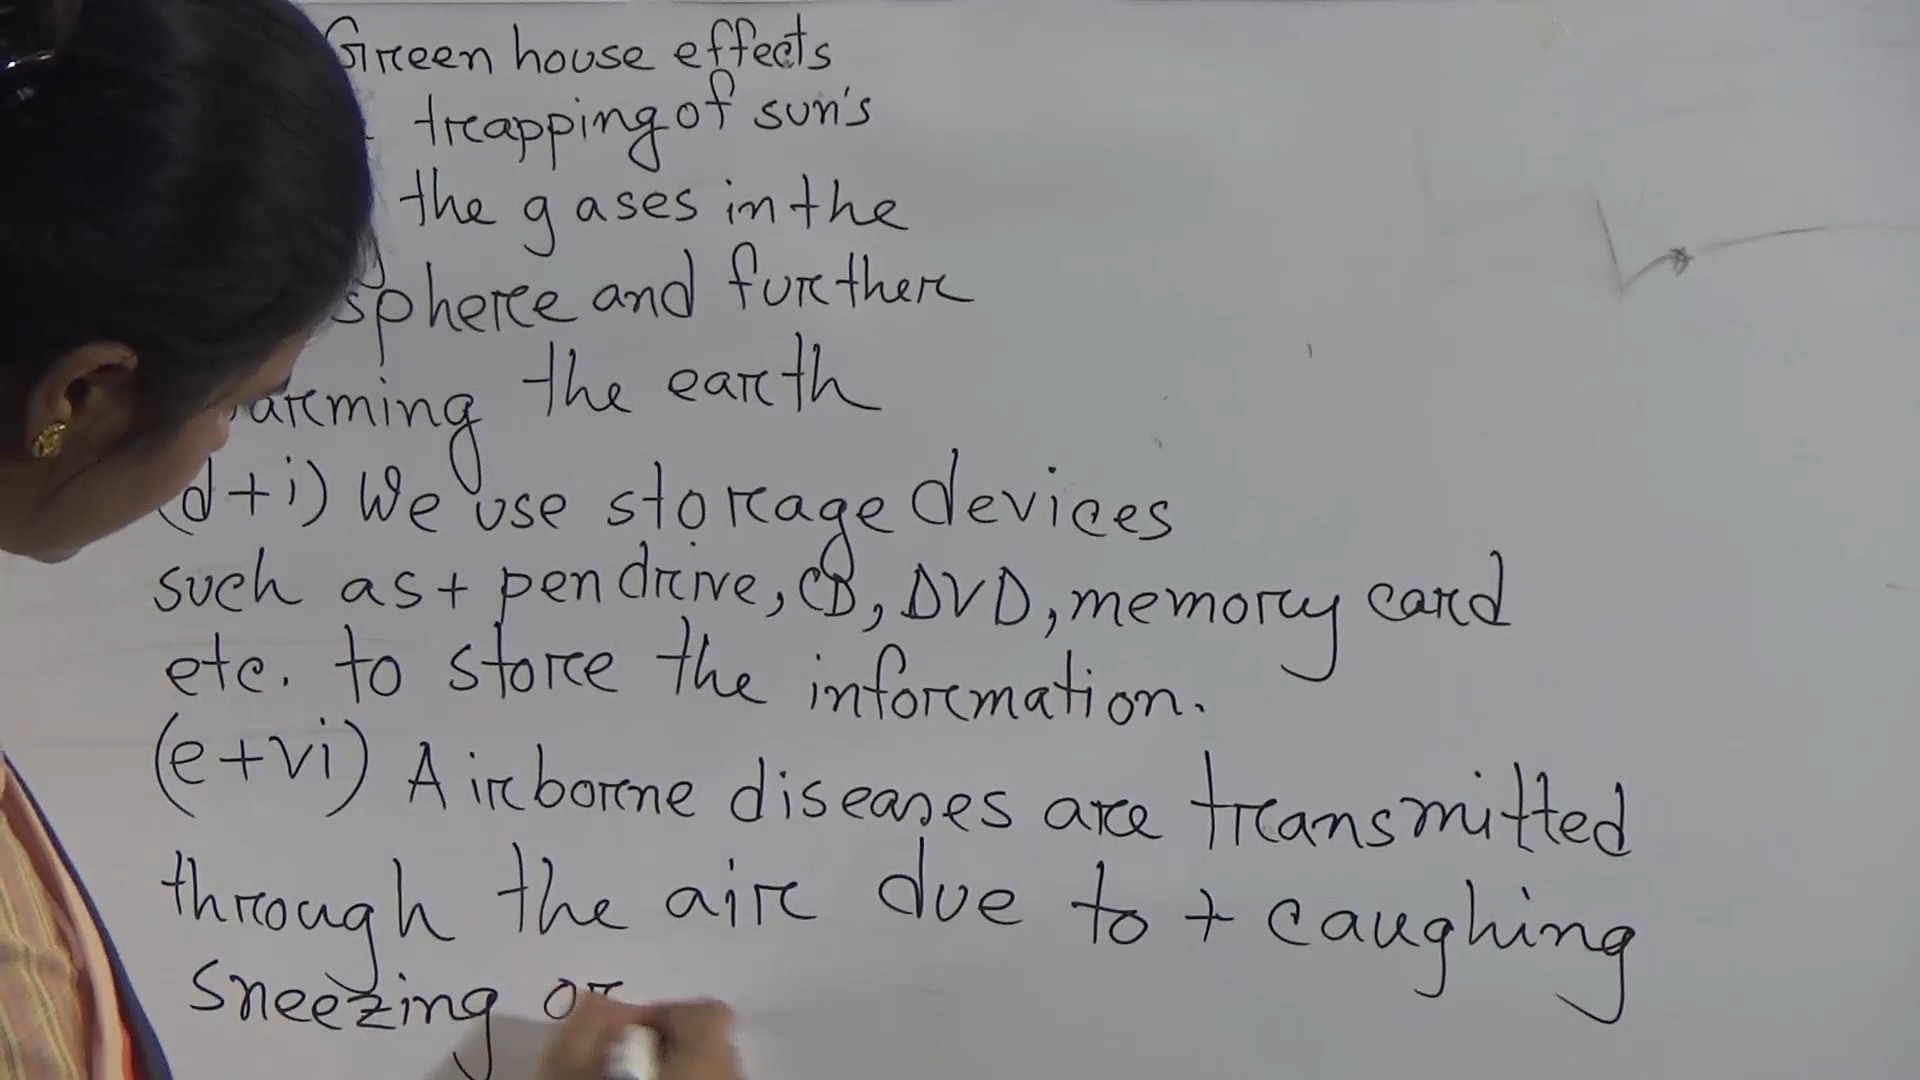 Green house effects
trapping of sun's
the gases in the
sphere and further
arming the earth
(d+i) We use storage devices
such as + pen drive, CD, DVD, memory card
etc. to store the information.
(e+vi) Airborne diseases are transmitted
through the air due to + caughing
sneezing or